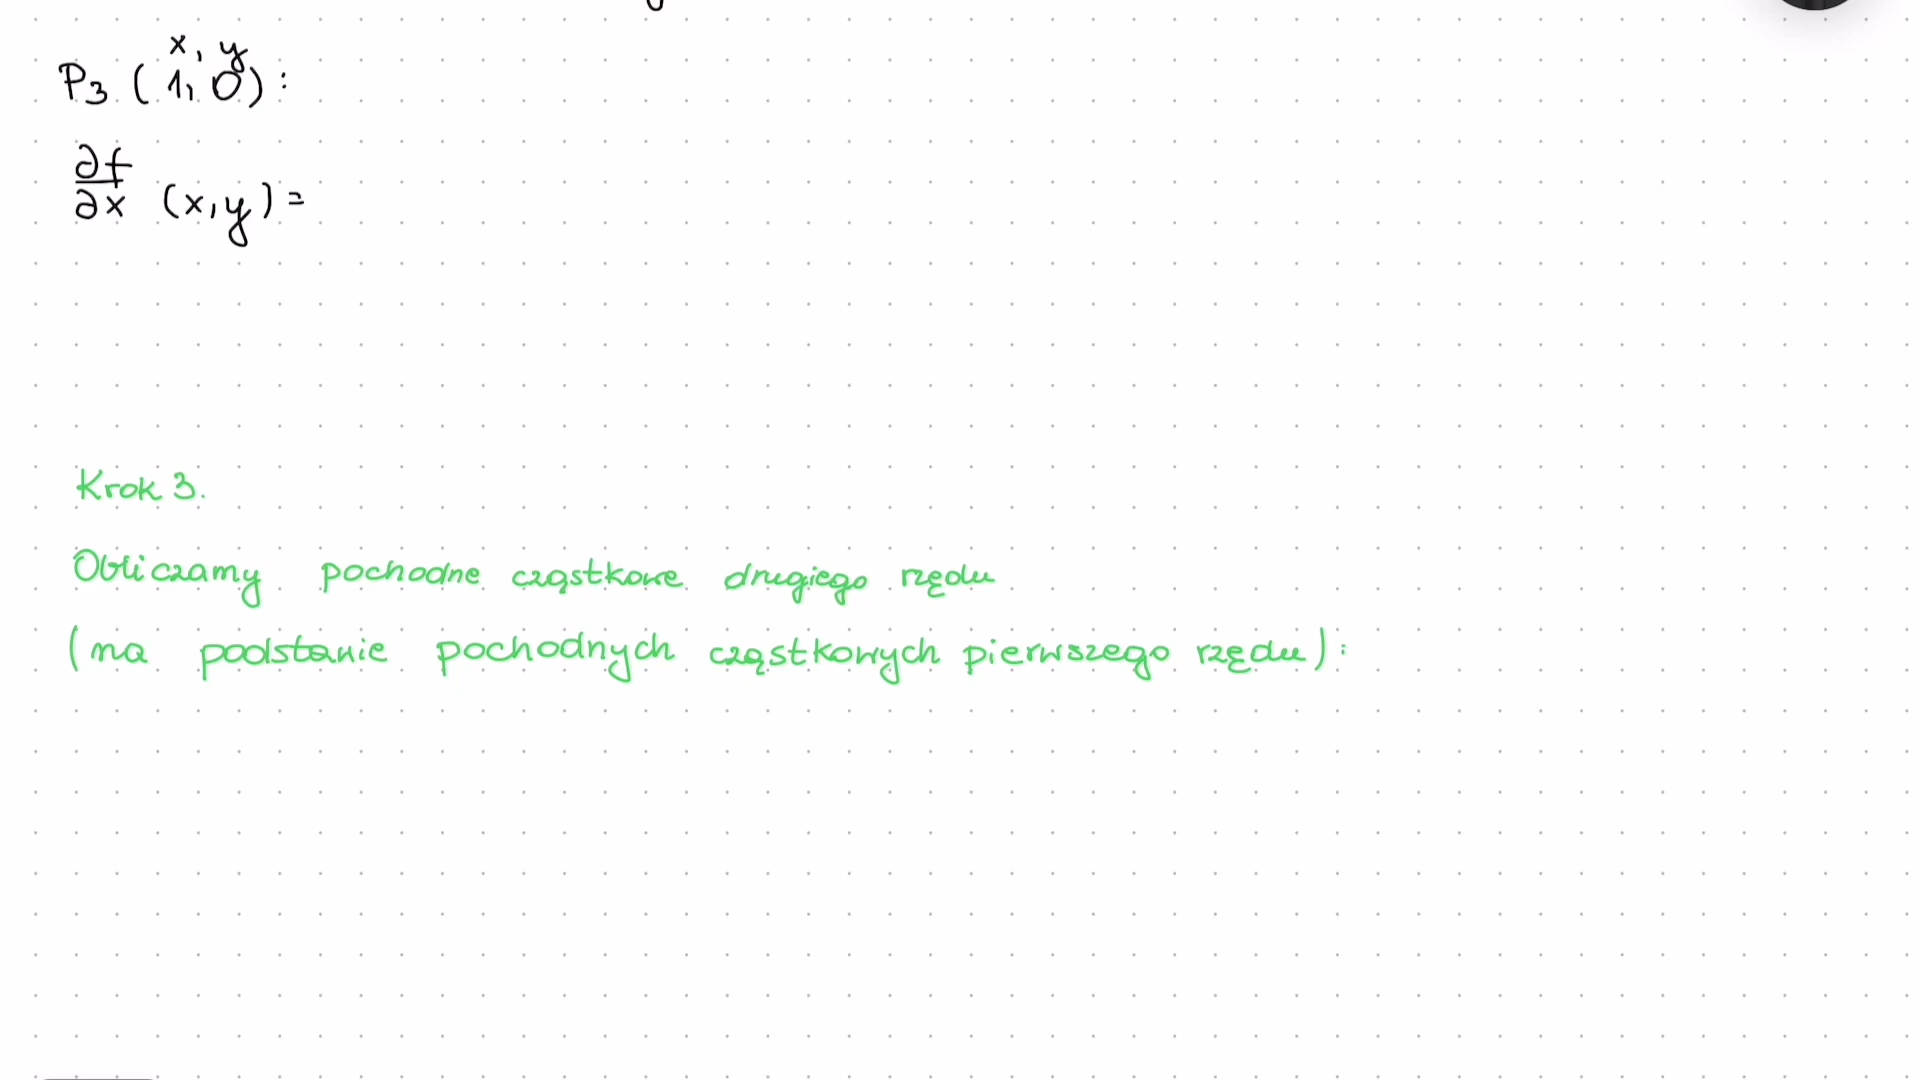 x, y
P₃ (1, 0):
∂f/∂x (x,y) =
Krok 3.
Obliczamy pochodne cząstkowe drugiego rzędu
(na podstawie pochodnych cząstkowych pierwszego rzędu):